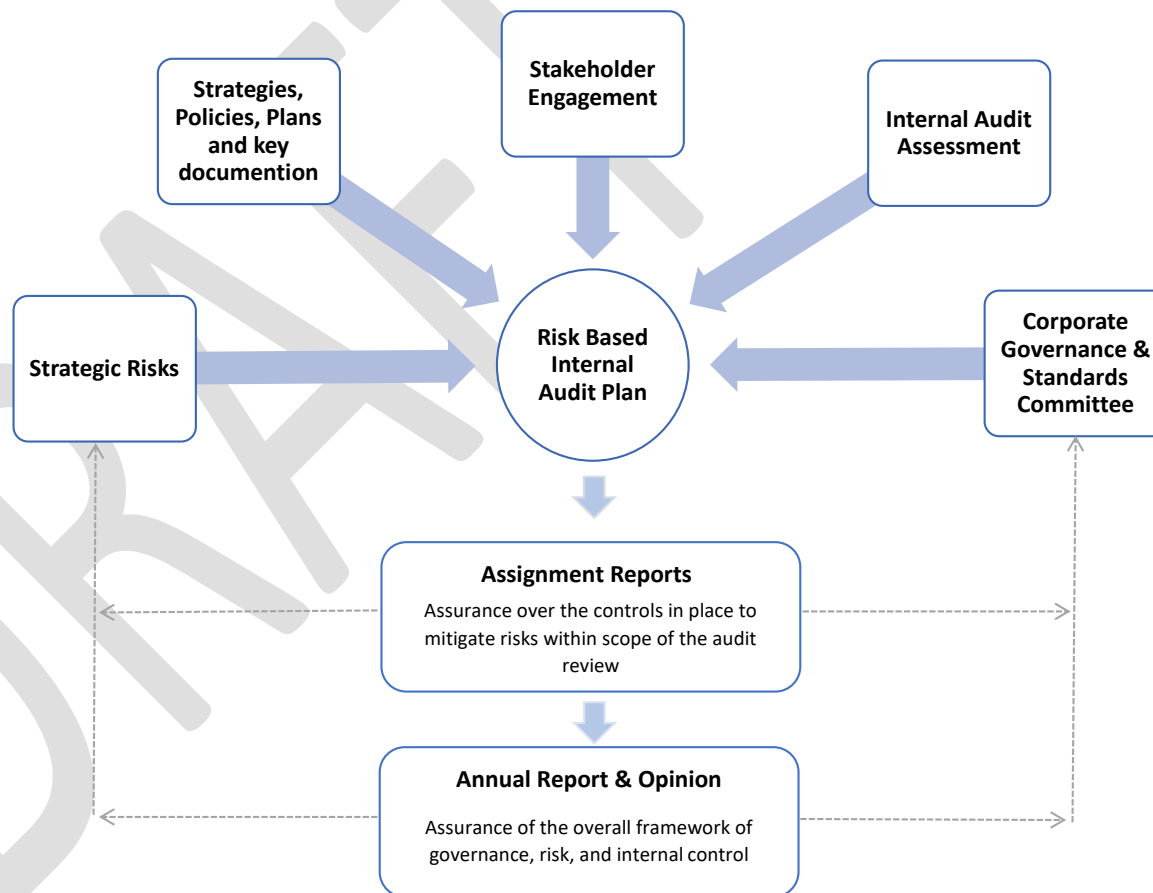 Stakeholder
Engagement
Strategies,
Policies, Plans
and key
documention
Internal Audit
Assessment
Strategic Risks
Risk Based
Internal
Audit Plan
Corporate
Governance &
Standards
Committee
Assignment Reports
Assurance over the controls in place to
mitigate risks within scope of the audit
review
Annual Report & Opinion
Assurance of the overall framework of
governance, risk, and internal control
DRAFT